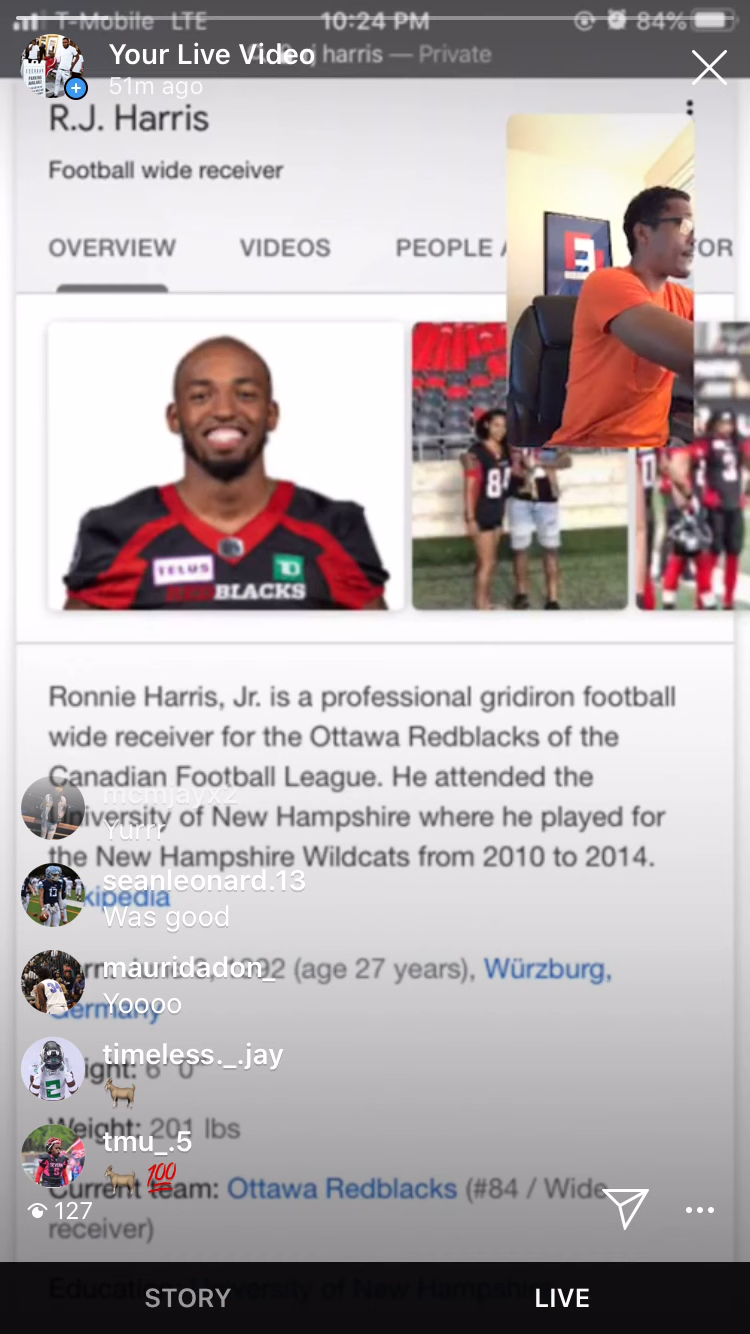 T-Mobile LTE 10:24 PM 84%
Your Live Video
harris — Private
51m ago
R.J. Harris
Football wide receiver
OVERVIEW VIDEOS PEOPLE
TELUS
TD
REDBLACKS
84
Ronnie Harris, Jr. is a professional gridiron football
wide receiver for the Ottawa Redblacks of the
Canadian Football League. He attended the
mcmjayx2
University of New Hampshire where he played for
Yurrr
the New Hampshire Wildcats from 2010 to 2014.
seanleonard.13
kipedia
Was good
mauridadon_
(age 27 years), Würzburg,
Yoooo
Germany
timeless._.jay
ight: 6' 0"
2
🐐
Weight: 201 lbs
tmu_.5
🐐 💯
Current team: Ottawa Redblacks (#84 / Wide
127
receiver)
Education: University of New Hampshire
STORY LIVE